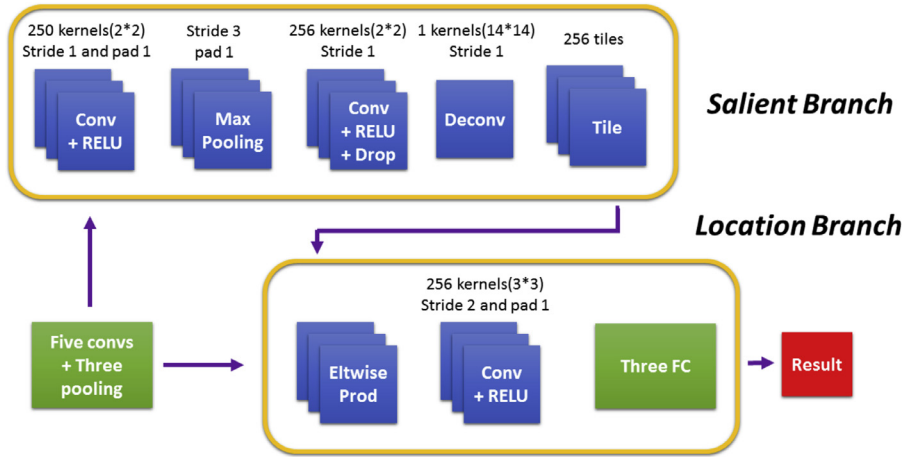 250 kernels(2*2)
Stride 1 and pad 1
Stride 3
pad 1
256 kernels(2*2)
Stride 1
1 kernels(14*14)
Stride 1
256 tiles
Conv
+ RELU
Max
Pooling
Conv
+ RELU
+ Drop
Deconv
Tile
Salient Branch
Location Branch
256 kernels(3*3)
Stride 2 and pad 1
Five convs
+ Three
pooling
Eltwise
Prod
Conv
+ RELU
Three FC
Result